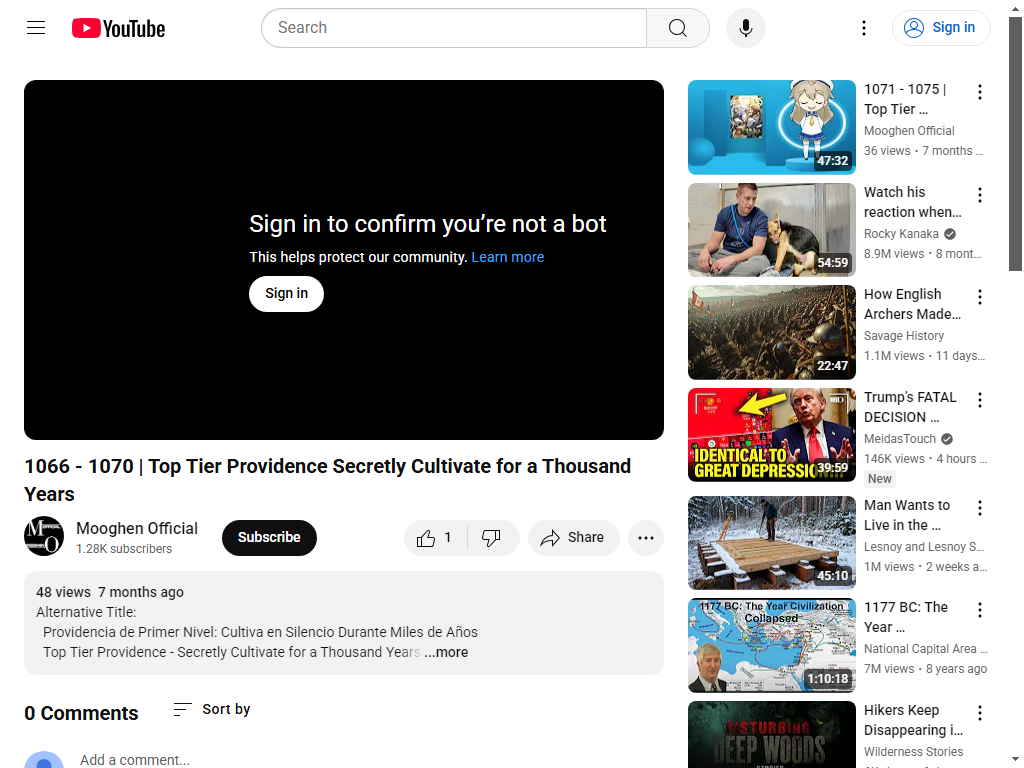 YouTube
Search
Sign in
Sign in to confirm you're not a bot
This helps protect our community. Learn more
Sign in
1066 - 1070 | Top Tier Providence Secretly Cultivate for a Thousand
Years
Mooghen Official
1.28K subscribers
Subscribe
1
Share
48 views 7 months ago
Alternative Title:
Providencia de Primer Nivel: Cultiva en Silencio Durante Miles de Años
Top Tier Providence - Secretly Cultivate for a Thousand Years ...more
0 Comments
Sort by
Add a comment...
47:32
1071 - 1075 |
Top Tier ...
Mooghen Official
36 views • 7 months ...
54:59
Watch his
reaction when...
Rocky Kanaka
8.9M views • 8 mont...
22:47
How English
Archers Made...
Savage History
1.1M views • 11 days...
IDENTICAL TO
GREAT DEPRESSION
39:59
Trump's FATAL
DECISION ...
MeidasTouch
146K views • 4 hours ...
New
45:10
Man Wants to
Live in the ...
Lesnoy and Lesnoy S...
1M views • 2 weeks a...
1177 BC: The Year Civilization
Collapsed
1:10:18
1177 BC: The
Year ...
National Capital Area ...
7M views • 8 years ago
DISTURBING
DEEP WOODS
STORIES
Hikers Keep
Disappearing i...
Wilderness Stories